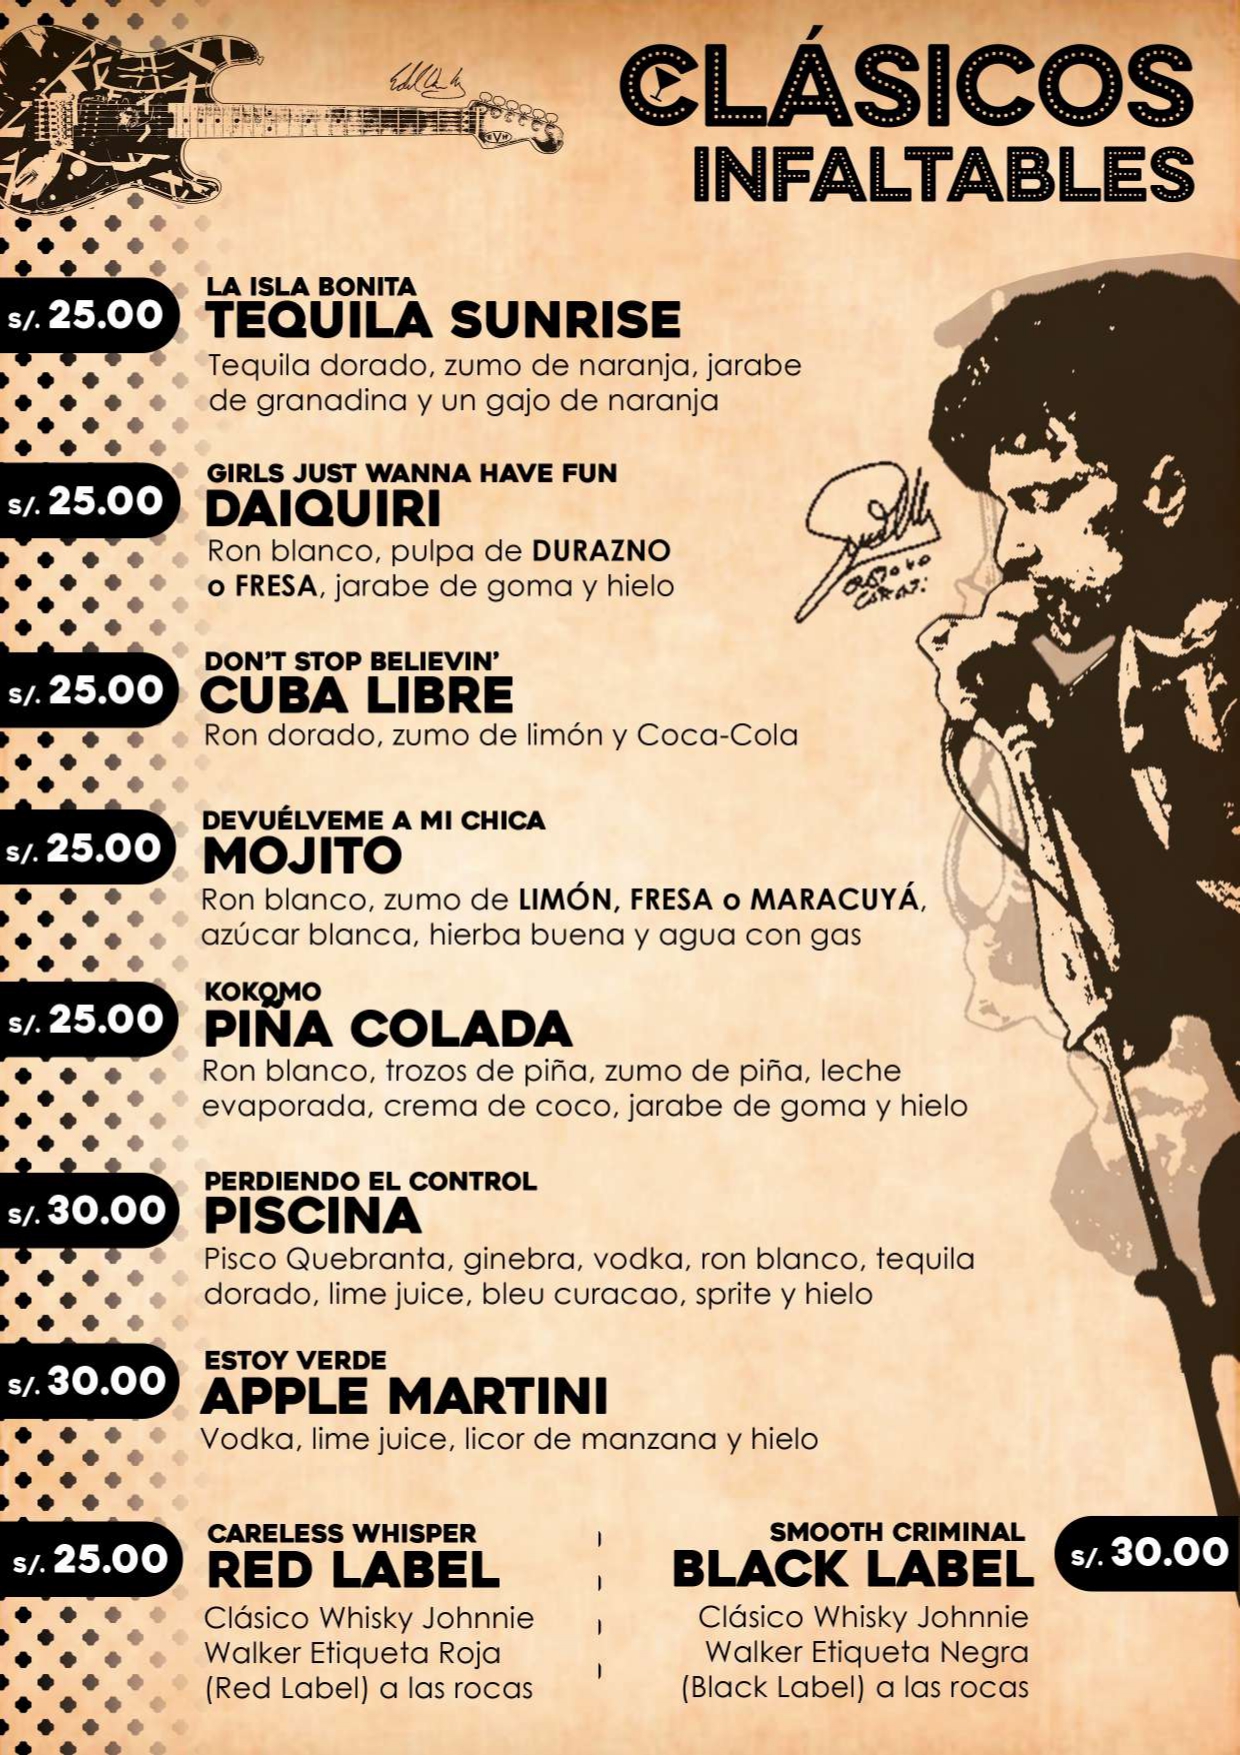 CLÁSICOS
INFALTABLES
EVH
s/. 25.00
LA ISLA BONITA
TEQUILA SUNRISE
Tequila dorado, zumo de naranja, jarabe
de granadina y un gajo de naranja
s/. 25.00
GIRLS JUST WANNA HAVE FUN
DAIQUIRI
Ron blanco, pulpa de DURAZNO
o FRESA, jarabe de goma y hielo
s/. 25.00
DON'T STOP BELIEVIN'
CUBA LIBRE
Ron dorado, zumo de limón y Coca-Cola
s/. 25.00
DEVUÉLVEME A MI CHICA
MOJITO
Ron blanco, zumo de LIMÓN, FRESA o MARACUYÁ,
azúcar blanca, hierba buena y agua con gas
s/. 25.00
KOKOMO
PIÑA COLADA
Ron blanco, trozos de piña, zumo de piña, leche
evaporada, crema de coco, jarabe de goma y hielo
s/. 30.00
PERDIENDO EL CONTROL
PISCINA
Pisco Quebranta, ginebra, vodka, ron blanco, tequila
dorado, lime juice, bleu curacao, sprite y hielo
s/. 30.00
ESTOY VERDE
APPLE MARTINI
Vodka, lime juice, licor de manzana y hielo
s/. 25.00
CARELESS WHISPER
RED LABEL
Clásico Whisky Johnnie
Walker Etiqueta Roja
(Red Label) a las rocas
SMOOTH CRIMINAL
BLACK LABEL
s/. 30.00
Clásico Whisky Johnnie
Walker Etiqueta Negra
(Black Label) a las rocas